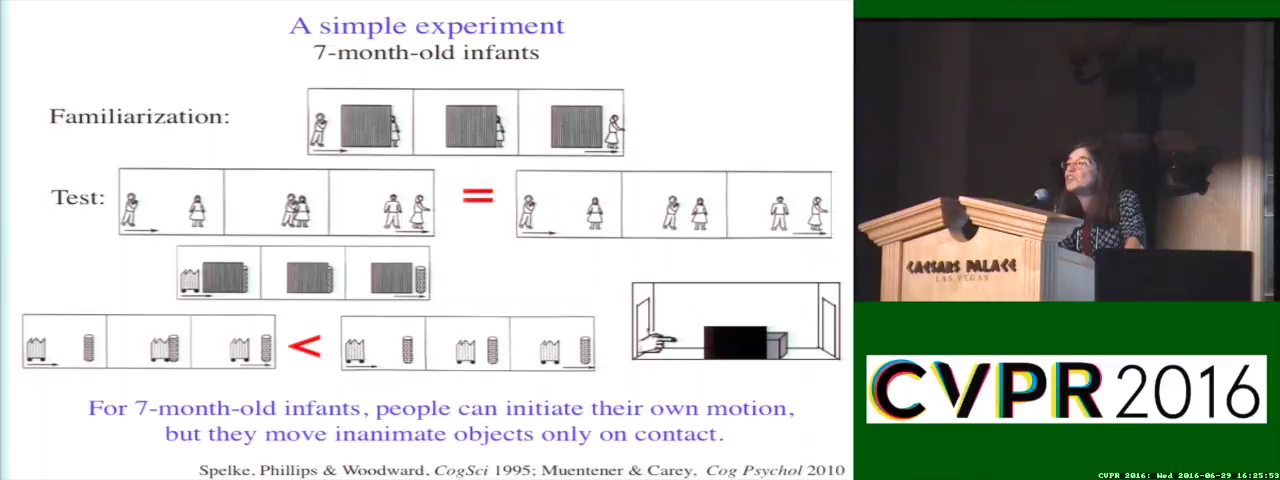 A simple experiment
7-month-old infants
Familiarization:
Test:
=
<
For 7-month-old infants, people can initiate their own motion,
but they move inanimate objects only on contact.
Spelke, Phillips & Woodward, CogSci 1995; Muentener & Carey, Cog Psychol 2010
CAESARS PALACE
LAS VEGAS
CVPR 2016
CVPR 2016: Wed 2016-06-29 16:25:53